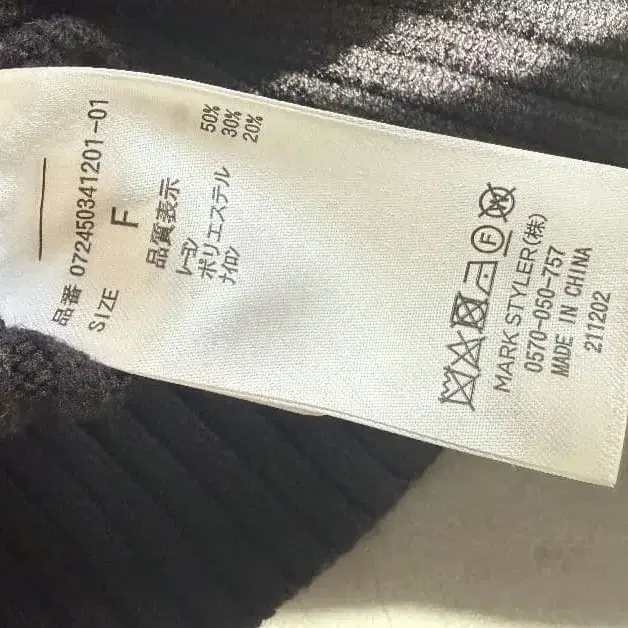 品番 072450341201-01
SIZE
F
品質表示
レーヨン 50%
ポリエステル 30%
ナイロン 20%
F
MARK STYLER(株)
0570-050-757
MADE IN CHINA
211202